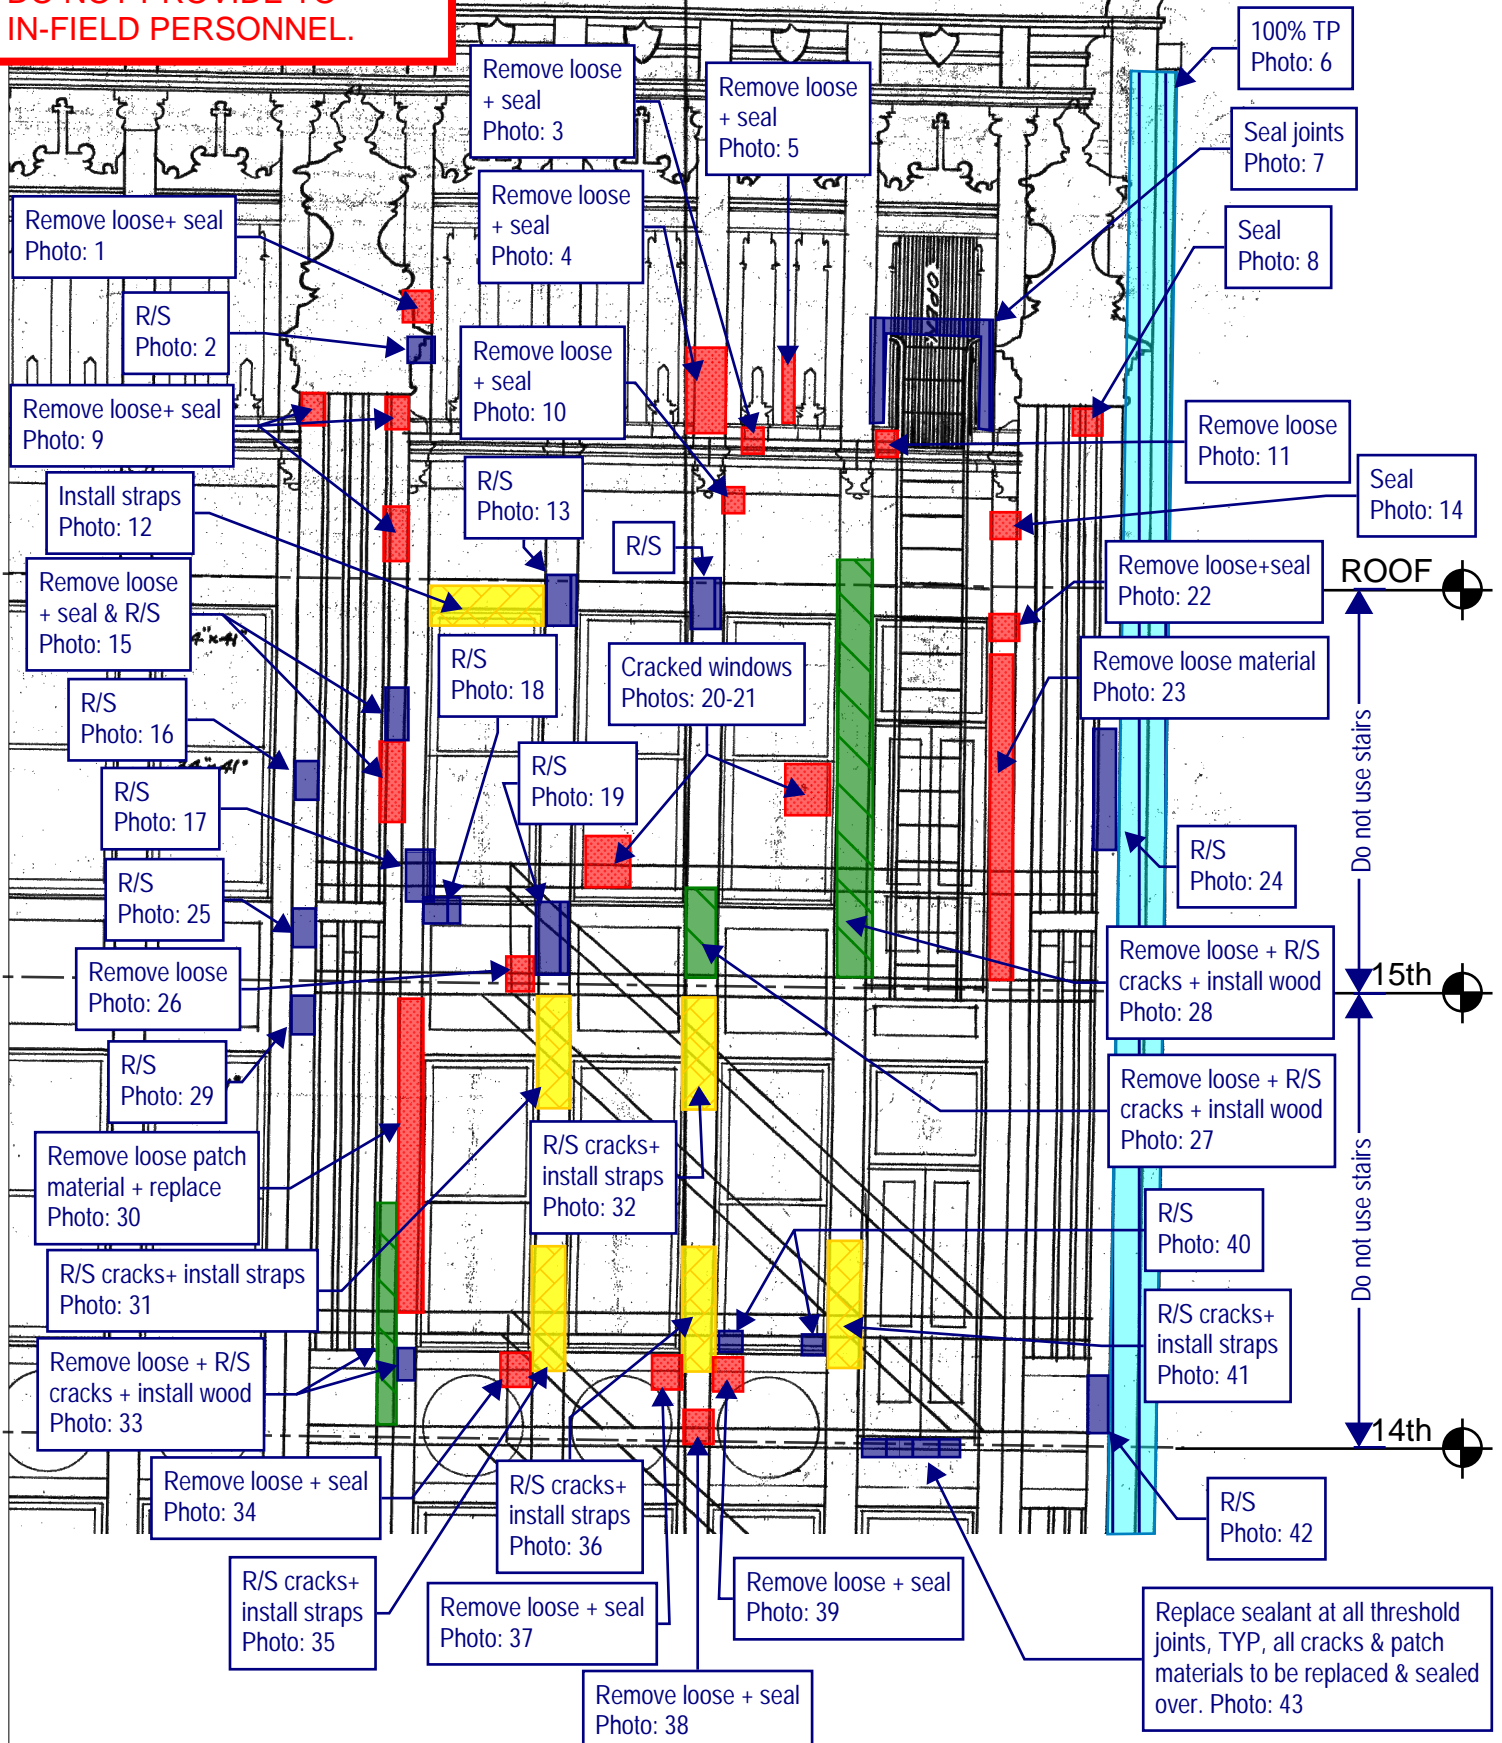 DO NOT PROVIDE TO
IN-FIELD PERSONNEL.
Remove loose
+ seal
Photo: 3
Remove loose
+ seal
Photo: 5
100% TP
Photo: 6
Seal joints
Photo: 7
Remove loose+ seal
Photo: 1
Remove loose
+ seal
Photo: 4
Seal
Photo: 8
R/S
Photo: 2
OPEN
Remove loose
+ seal
Photo: 10
Remove loose+ seal
Photo: 9
Remove loose
Photo: 11
Install straps
Photo: 12
R/S
Photo: 13
Seal
Photo: 14
R/S
Remove loose
+ seal & R/S
Photo: 15
Remove loose+seal
Photo: 22
ROOF
R/S
Photo: 18
Cracked windows
Photos: 20-21
Remove loose material
Photo: 23
R/S
Photo: 16
Do not use stairs
R/S
Photo: 19
R/S
Photo: 17
R/S
Photo: 24
R/S
Photo: 25
Remove loose + R/S
cracks + install wood
Photo: 28
15th
Remove loose
Photo: 26
R/S
Photo: 29
Remove loose + R/S
cracks + install wood
Photo: 27
Remove loose patch
material + replace
Photo: 30
R/S cracks+
install straps
Photo: 32
Do not use stairs
R/S
Photo: 40
R/S cracks+ install straps
Photo: 31
R/S cracks+
install straps
Photo: 41
Remove loose + R/S
cracks + install wood
Photo: 33
14th
Remove loose + seal
Photo: 34
R/S cracks+
install straps
Photo: 36
R/S
Photo: 42
R/S cracks+
install straps
Photo: 35
Remove loose + seal
Photo: 37
Remove loose + seal
Photo: 39
Replace sealant at all threshold
joints, TYP, all cracks & patch
materials to be replaced & sealed
over. Photo: 43
Remove loose + seal
Photo: 38